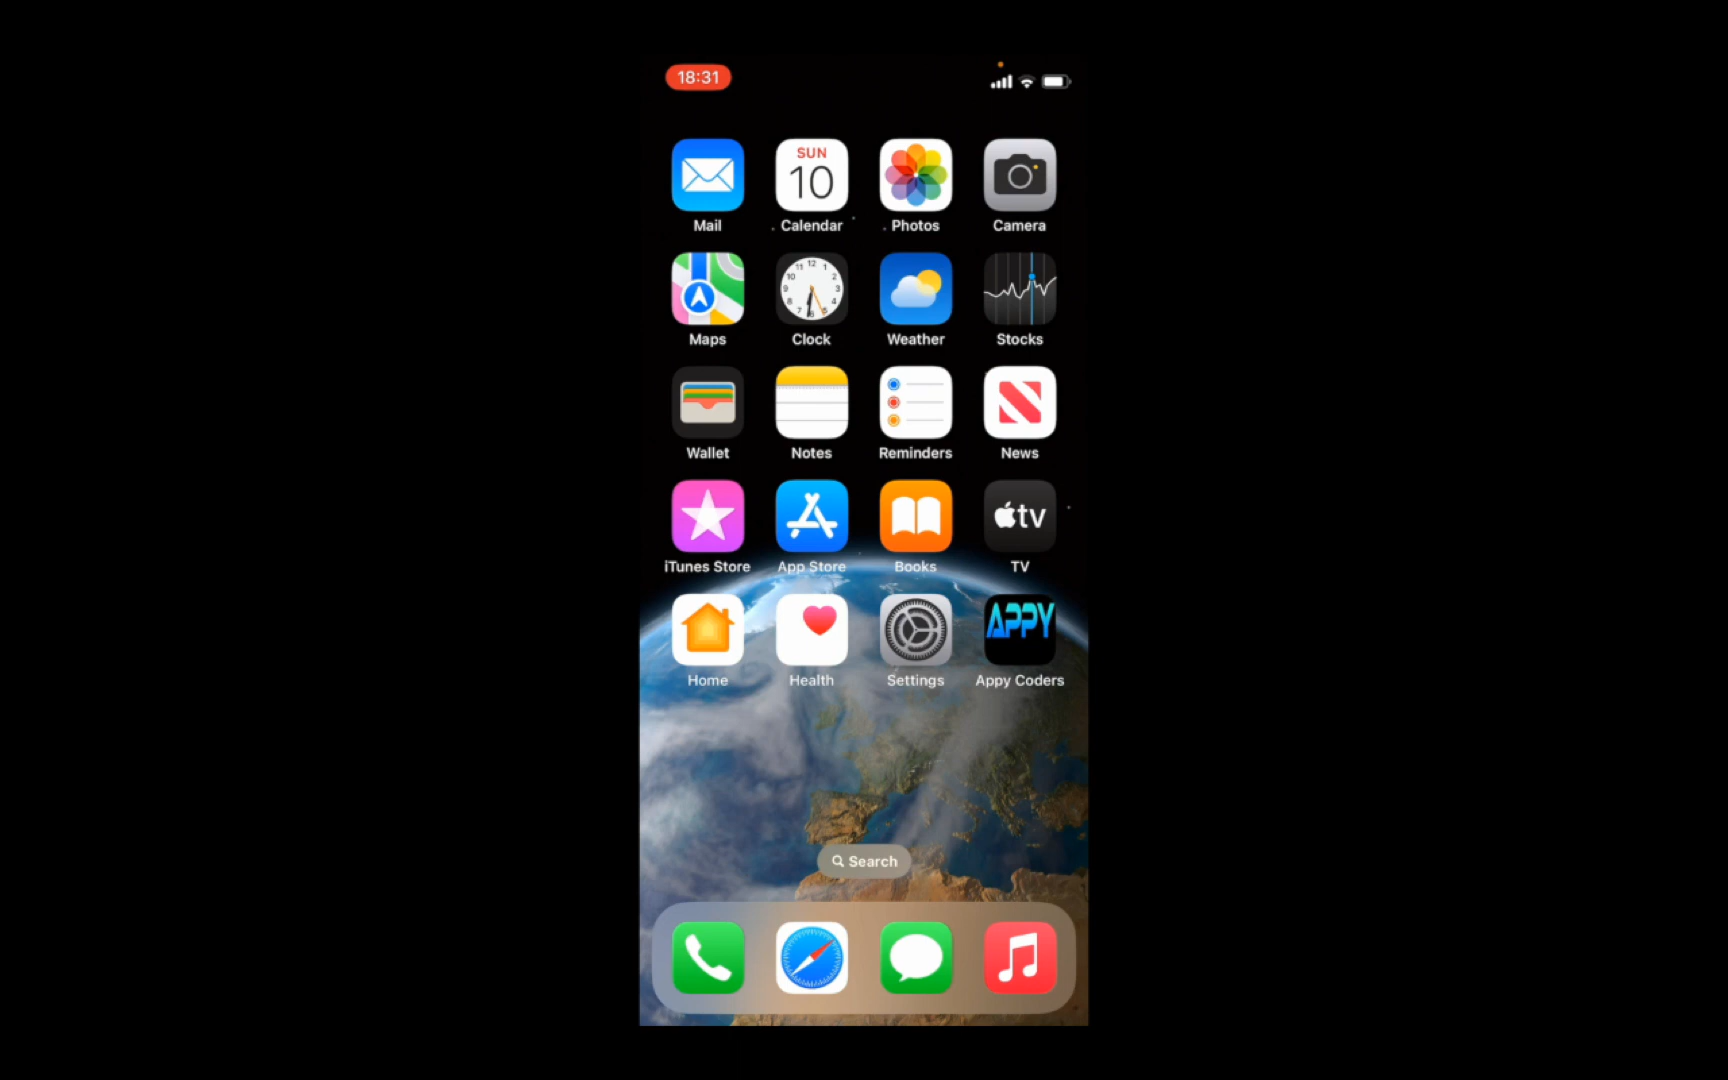 18:31
SUN
10
Mail
Calendar
Photos
Camera
Maps
Clock
Weather
Stocks
Wallet
Notes
Reminders
News
tv
iTunes Store
App Store
Books
TV
APPY
Home
Health
Settings
Appy Coders
Search